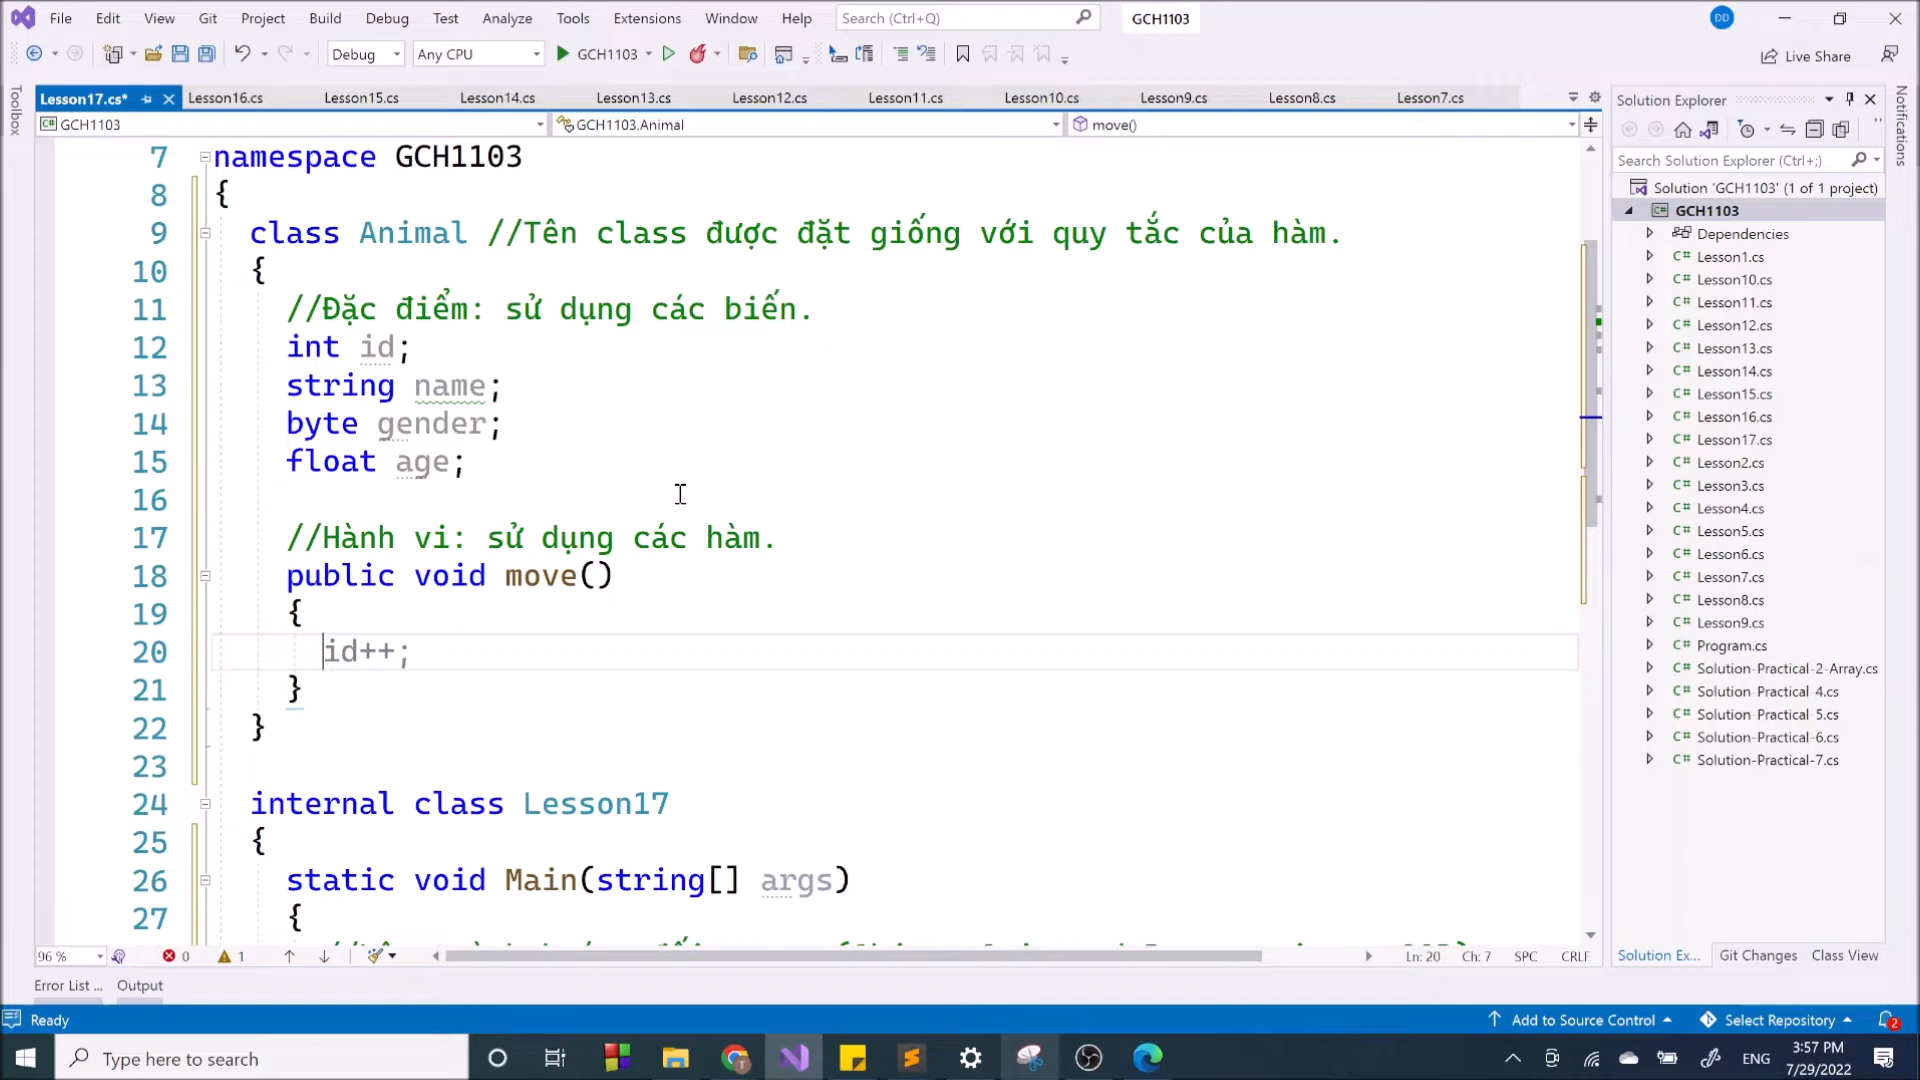 File Edit View Git Project Build Debug Test Analyze Tools Extensions Window Help Search (Ctrl+Q) GCH1103 DD
Debug Any CPU GCH1103 Live Share
Toolbox
Lesson17.cs* Lesson16.cs Lesson15.cs Lesson14.cs Lesson13.cs Lesson12.cs Lesson11.cs Lesson10.cs Lesson9.cs Lesson8.cs Lesson7.cs
GCH1103 GCH1103.Animal move()
7 namespace GCH1103
8 {
9 class Animal //Tên class được đặt giống với quy tắc của hàm.
10 {
11 //Đặc điểm: sử dụng các biến.
12 int id;
13 string name;
14 byte gender;
15 float age;
16
17 //Hành vi: sử dụng các hàm.
18 public void move()
19 {
20 id++;
21 }
22 }
23
24 internal class Lesson17
25 {
26 static void Main(string[] args)
27 {
96 % 0 1 Ln: 20 Ch: 7 SPC CRLF
Error List ... Output
Solution Explorer
Search Solution Explorer (Ctrl+;)
Solution 'GCH1103' (1 of 1 project)
GCH1103
Dependencies
Lesson1.cs
Lesson10.cs
Lesson11.cs
Lesson12.cs
Lesson13.cs
Lesson14.cs
Lesson15.cs
Lesson16.cs
Lesson17.cs
Lesson2.cs
Lesson3.cs
Lesson4.cs
Lesson5.cs
Lesson6.cs
Lesson7.cs
Lesson8.cs
Lesson9.cs
Program.cs
Solution-Practical-2-Array.cs
Solution-Practical-4.cs
Solution-Practical-5.cs
Solution-Practical-6.cs
Solution-Practical-7.cs
Solution Ex... Git Changes Class View
Notifications
Ready Add to Source Control Select Repository 2
Type here to search ENG 3:57 PM
7/29/2022